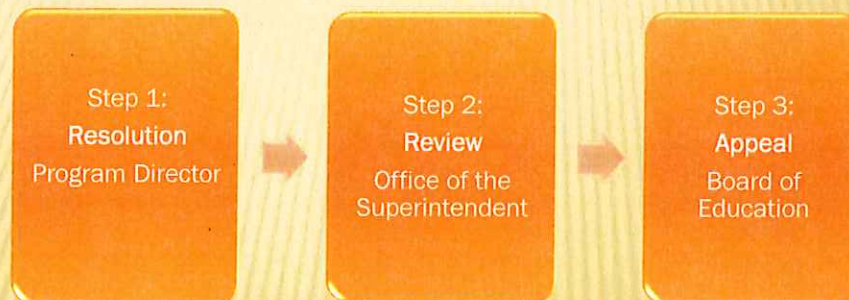 Step 1:
Resolution
Program Director
Step 2:
Review
Office of the
Superintendent
Step 3:
Appeal
Board of
Education